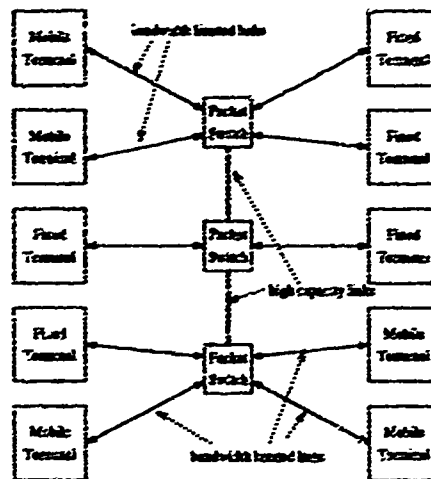 Mobile
Terminal
bandwidth limited links
Fixed
Terminal
Packet
Switch
Mobile
Terminal
Fixed
Terminal
Fixed
Terminal
Packet
Switch
Fixed
Terminal
high capacity links
Fixed
Terminal
Packet
Switch
Mobile
Terminal
Mobile
Terminal
bandwidth limited lines
Mobile
Terminal